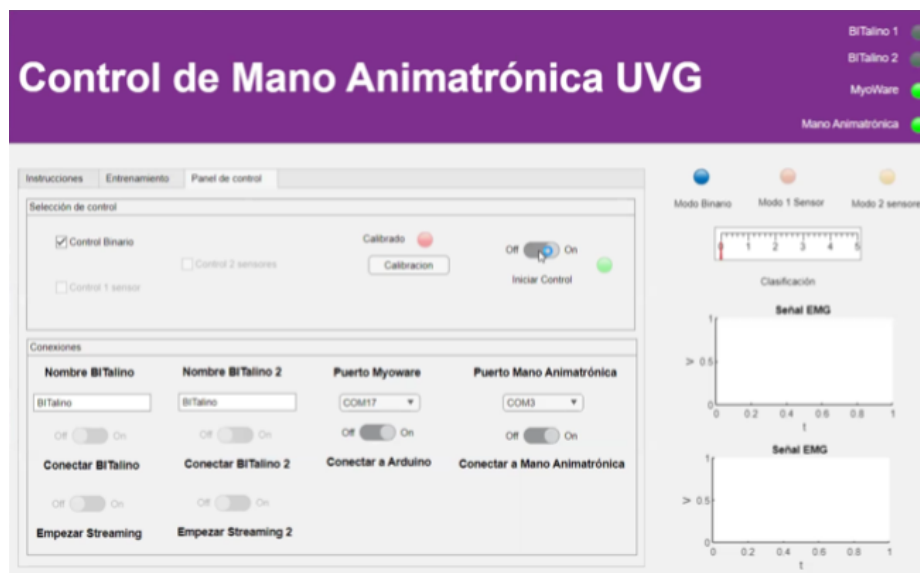 BITalino 1
BITalino 2
Control de Mano Animatrónica UVG
MyoWare
Mano Animatrónica
Instrucciones Entrenamiento Panel de control
Selección de control
Control Binario
Control 2 sensores
Control 1 sensor
Calibrado
Calibracion
Off On
Iniciar Control
Modo Binario Modo 1 Sensor Modo 2 sensores
0 1 2 3 4 5
Clasificación
Conexiones
Nombre BITalino Nombre BITalino 2 Puerto Myoware Puerto Mano Animatrónica
BITalino BITalino COM17 COM3
Off On Off On Off On Off On
Conectar BITalino Conectar BITalino 2 Conectar a Arduino Conectar a Mano Animatrónica
Off On Off On
Empezar Streaming Empezar Streaming 2
Señal EMG
1
V 0.5
0
0 0.2 0.4 0.6 0.8 1
t
Señal EMG
1
V 0.5
0
0 0.2 0.4 0.6 0.8 1
t